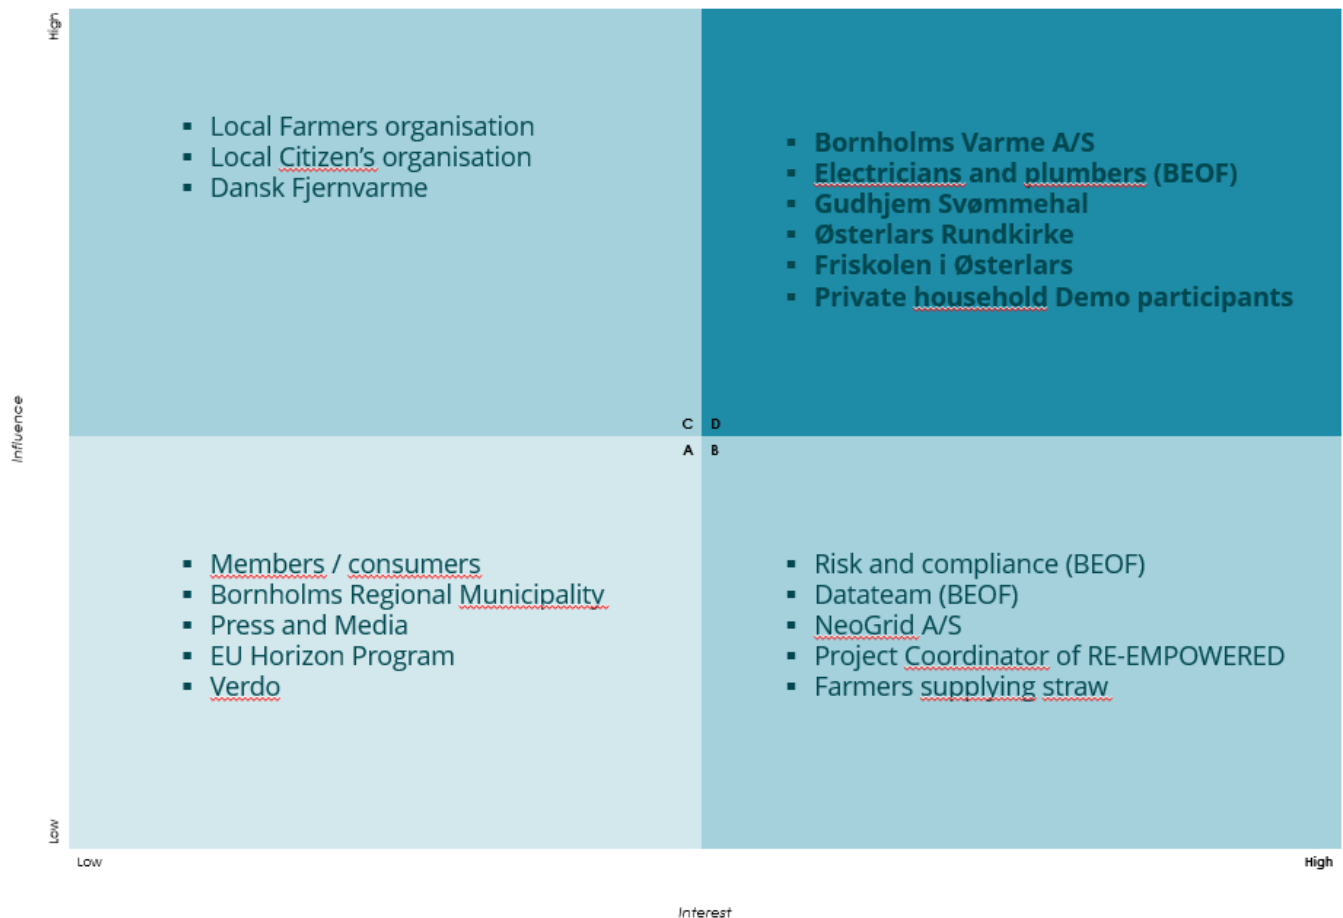 High
▪ Local Farmers organisation
▪ Local Citizen's organisation
▪ Dansk Fjernvarme
▪ Bornholms Varme A/S
▪ Electricians and plumbers (BEOF)
▪ Gudhjem Svømmehal
▪ Østerlars Rundkirke
▪ Friskolen i Østerlars
▪ Private household Demo participants
Influence
C D
A B
▪ Members / consumers
▪ Bornholms Regional Municipality
▪ Press and Media
▪ EU Horizon Program
▪ Verdo
▪ Risk and compliance (BEOF)
▪ Datateam (BEOF)
▪ NeoGrid A/S
▪ Project Coordinator of RE-EMPOWERED
▪ Farmers supplying straw
Low
Low
High
Interest